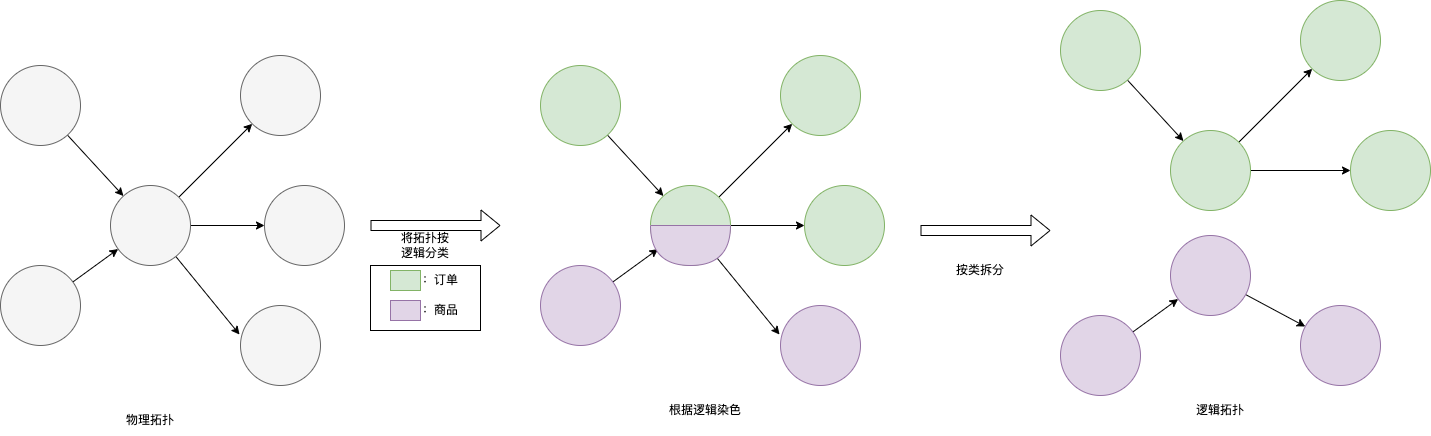 将拓扑按
逻辑分类
：订单
：商品
按类拆分
物理拓扑
根据逻辑染色
逻辑拓扑